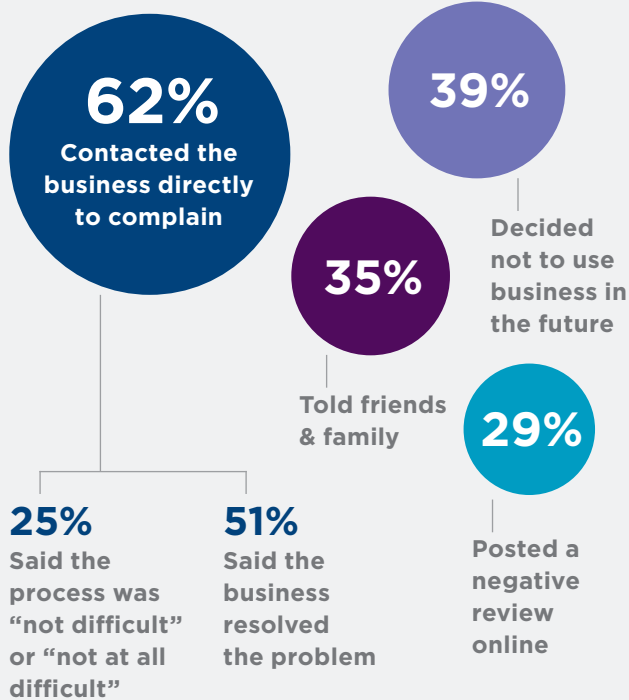 62%
Contacted the
business directly
to complain
39%
Decided
not to use
business in
the future
35%
Told friends
& family
29%
Posted a
negative
review
online
25%
Said the
process was
“not difficult”
or “not at all
difficult”
51%
Said the
business
resolved
the problem